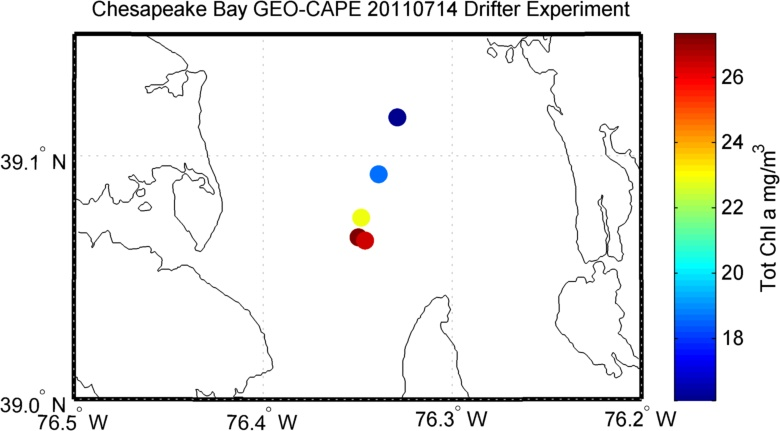 Chesapeake Bay GEO-CAPE 20110714 Drifter Experiment
39.1° N
39.0° N
76.5° W
76.4° W
76.3° W
76.2° W
26
24
22
20
18
Tot Chl a mg/m³